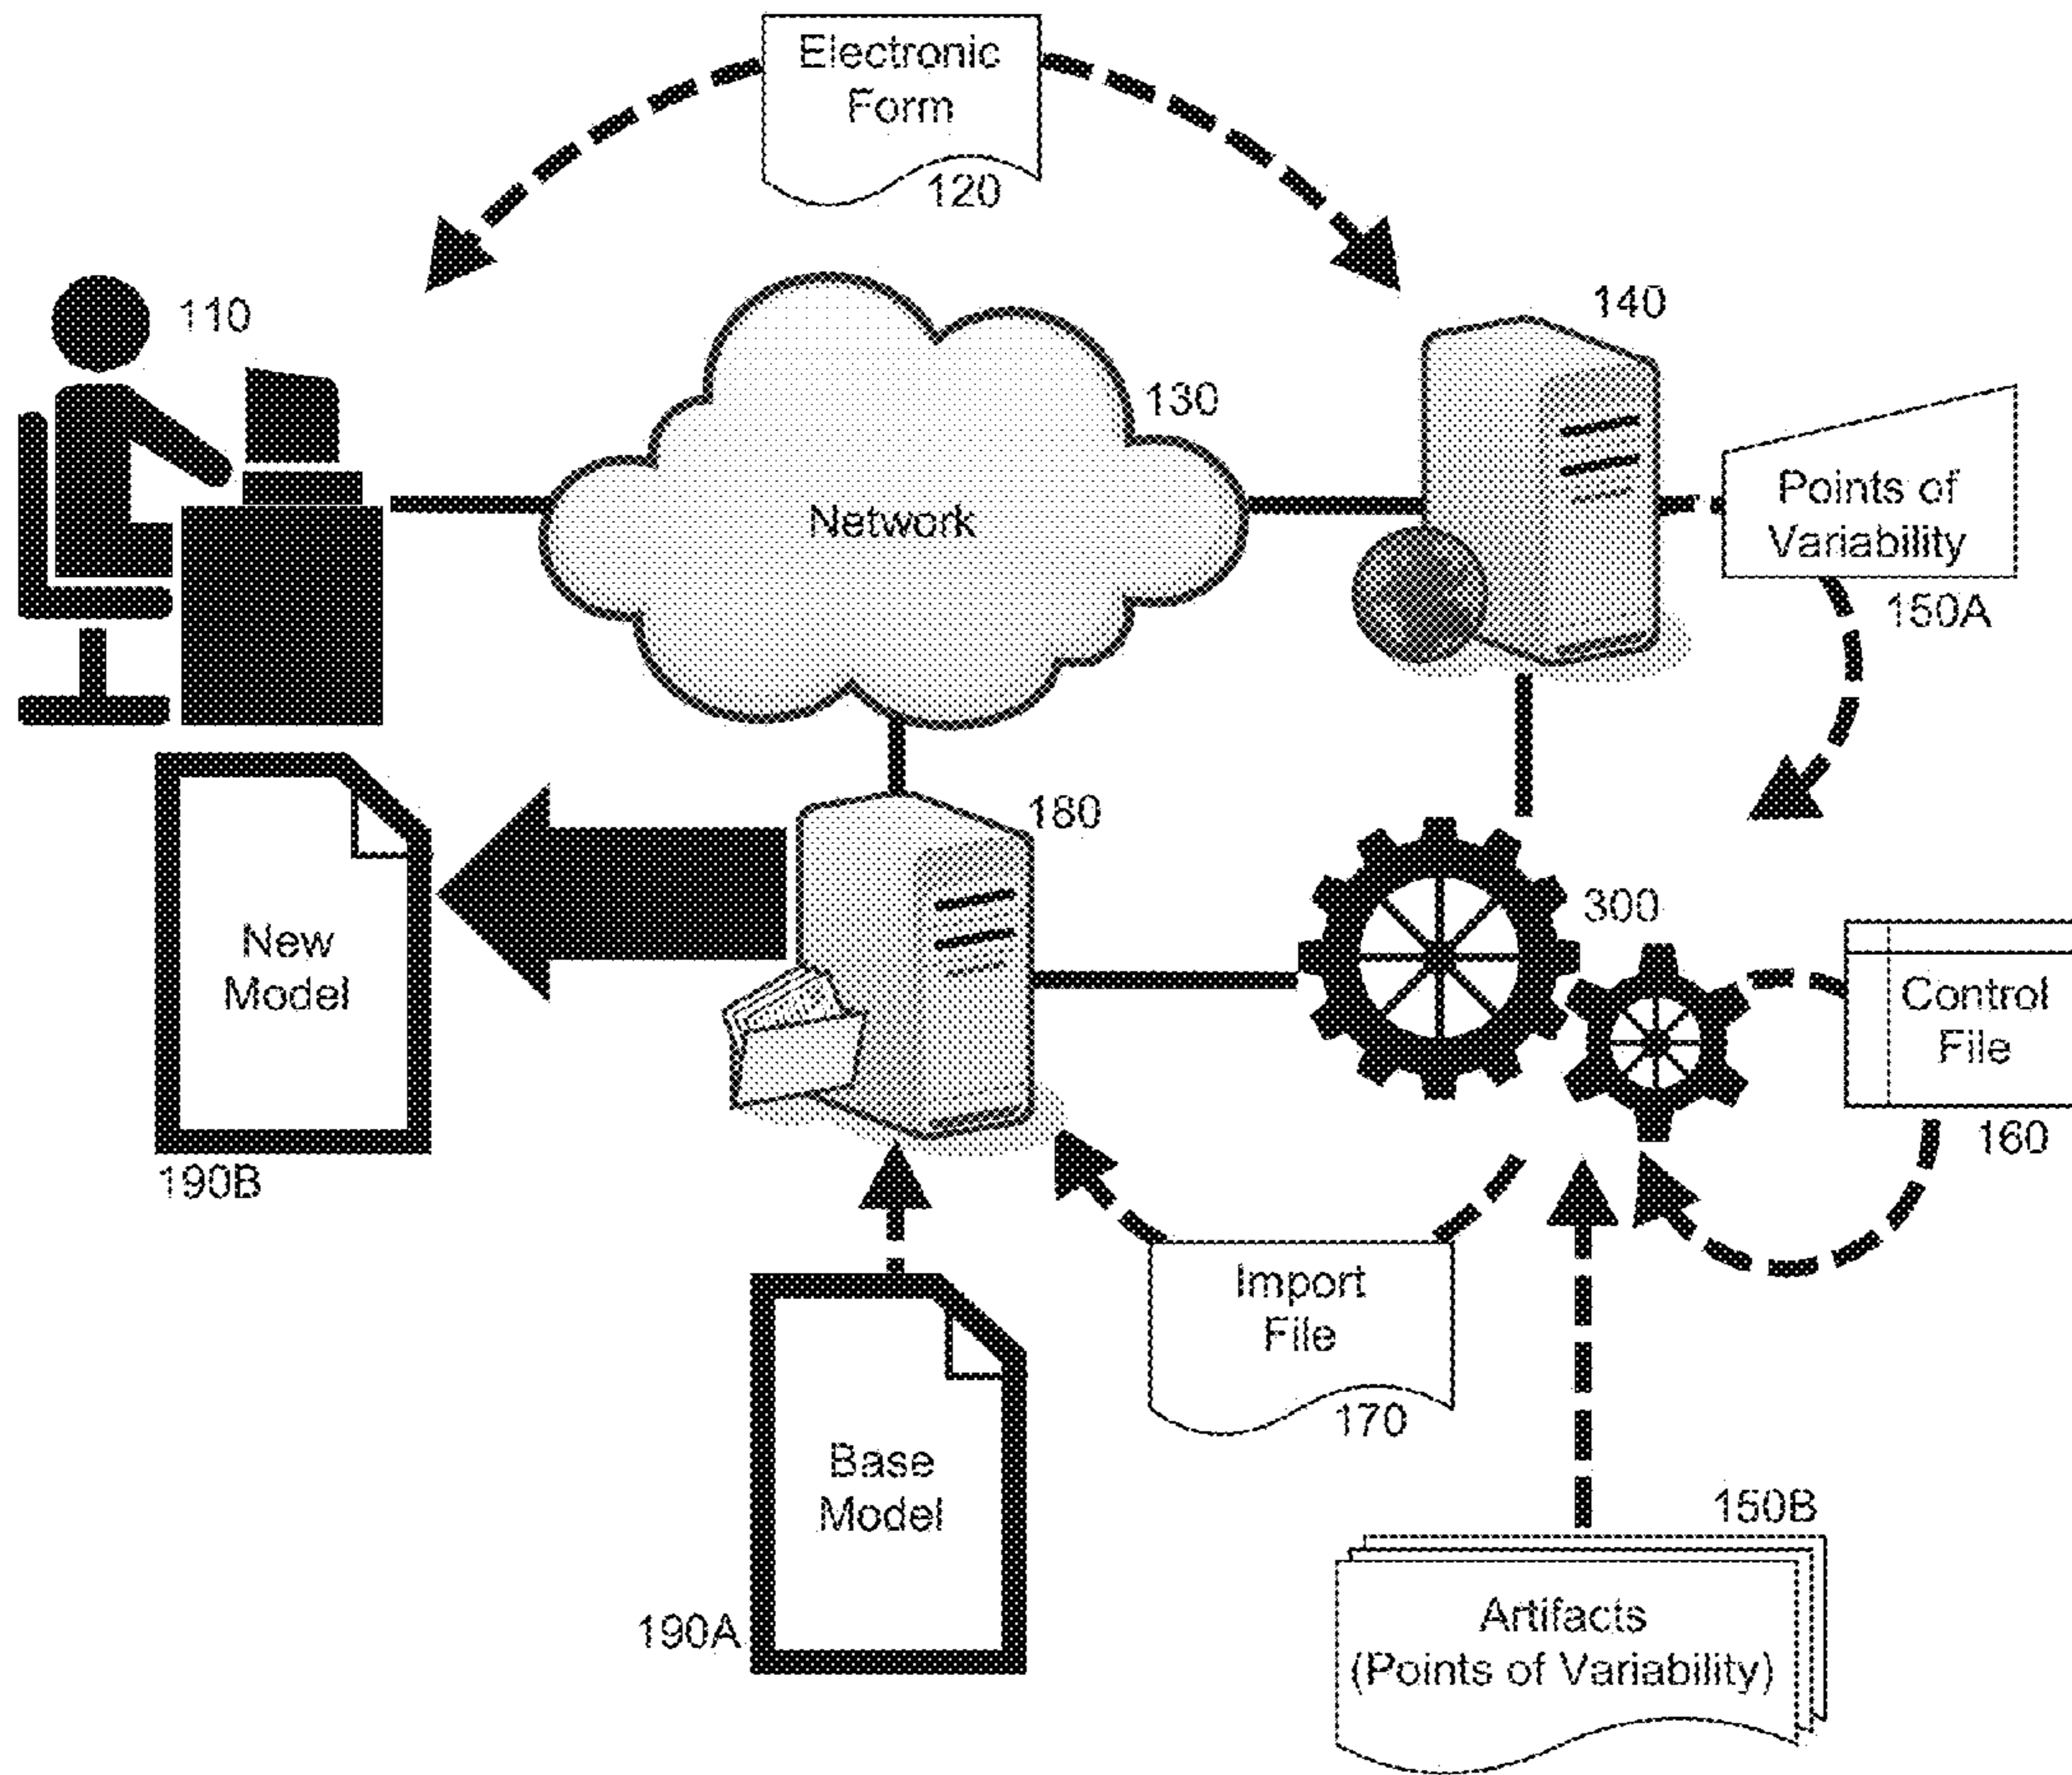 Electronic
Form
120
110
140
130
Network
Points of
Variability
150A
180
300
New
Model
190B
Control
File
160
Import
File
170
Base
Model
190A
150B
Artifacts
(Points of Variability)